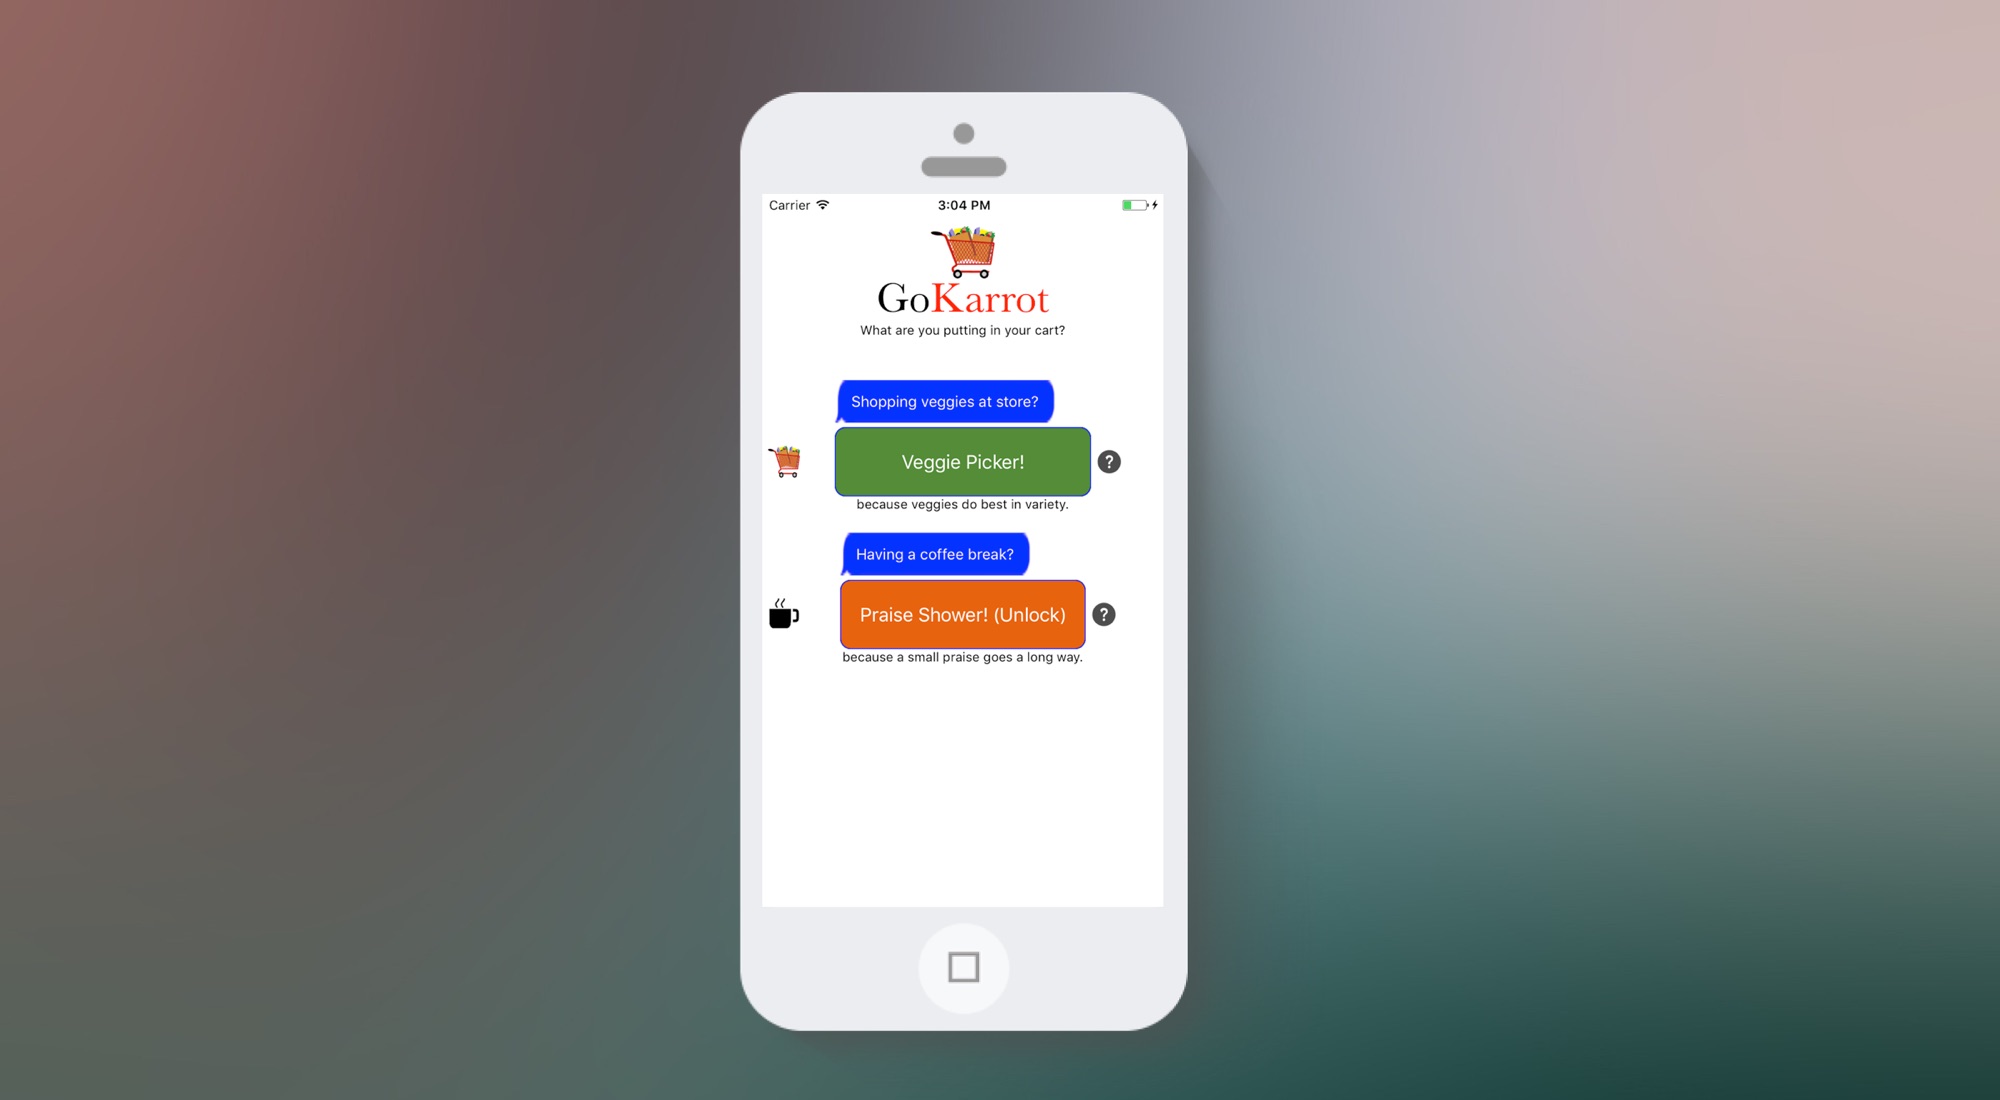 Carrier
3:04 PM
GoKarrot
What are you putting in your cart?
Shopping veggies at store?
Veggie Picker!
?
because veggies do best in variety.
Having a coffee break?
Praise Shower! (Unlock)
?
because a small praise goes a long way.